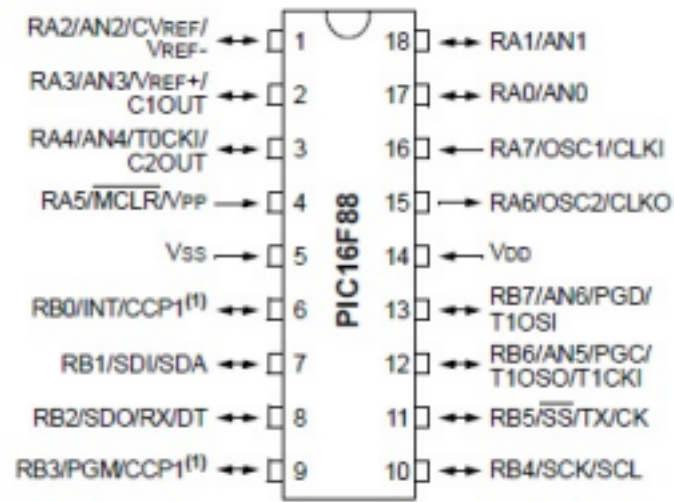 RA2/AN2/CVREF/
VREF-
1
18
RA1/AN1
RA3/AN3/VREF+/
C1OUT
2
17
RA0/AN0
RA4/AN4/T0CKI/
C2OUT
3
16
RA7/OSC1/CLKI
RA5/MCLR/VPP
4
15
RA6/OSC2/CLKO
VSS
5
14
VDD
PIC16F88
RB0/INT/CCP1(1)
6
13
RB7/AN6/PGD/
T1OSI
RB1/SDI/SDA
7
12
RB6/AN5/PGC/
T1OSO/T1CKI
RB2/SDO/RX/DT
8
11
RB5/SS/TX/CK
RB3/PGM/CCP1(1)
9
10
RB4/SCK/SCL